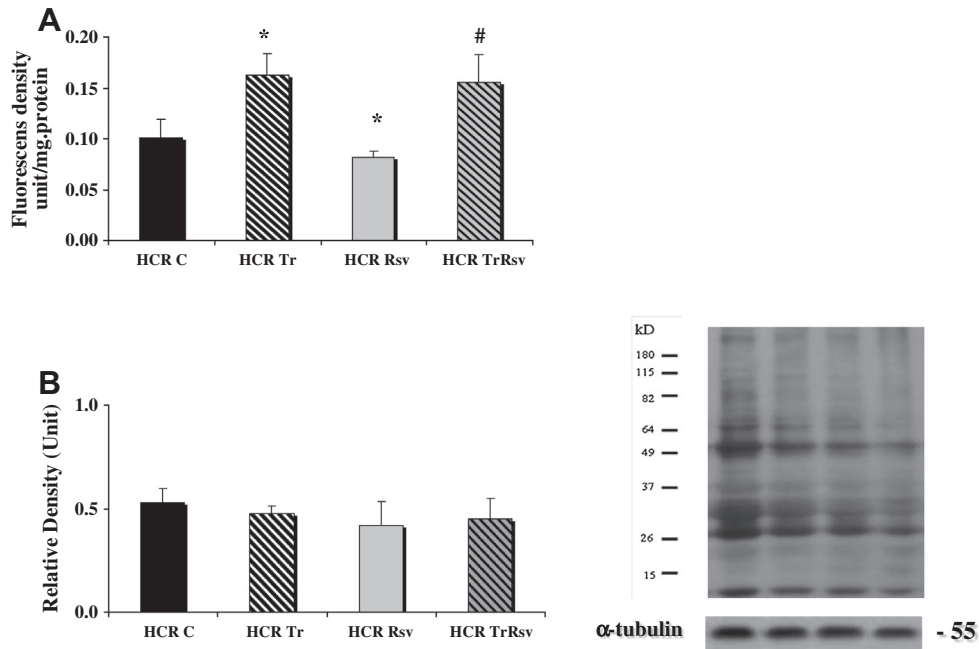 A
Fluorescens density
unit/mg.protein
0.20
0.15
0.10
0.05
0.00
*
*
#
HCR C
HCR Tr
HCR Rsv
HCR TrRsv
B
Relative Density (Unit)
1.0
0.5
0.0
HCR C
HCR Tr
HCR Rsv
HCR TrRsv
kD
180
115
82
64
49
37
26
15
α-tubulin
- 55